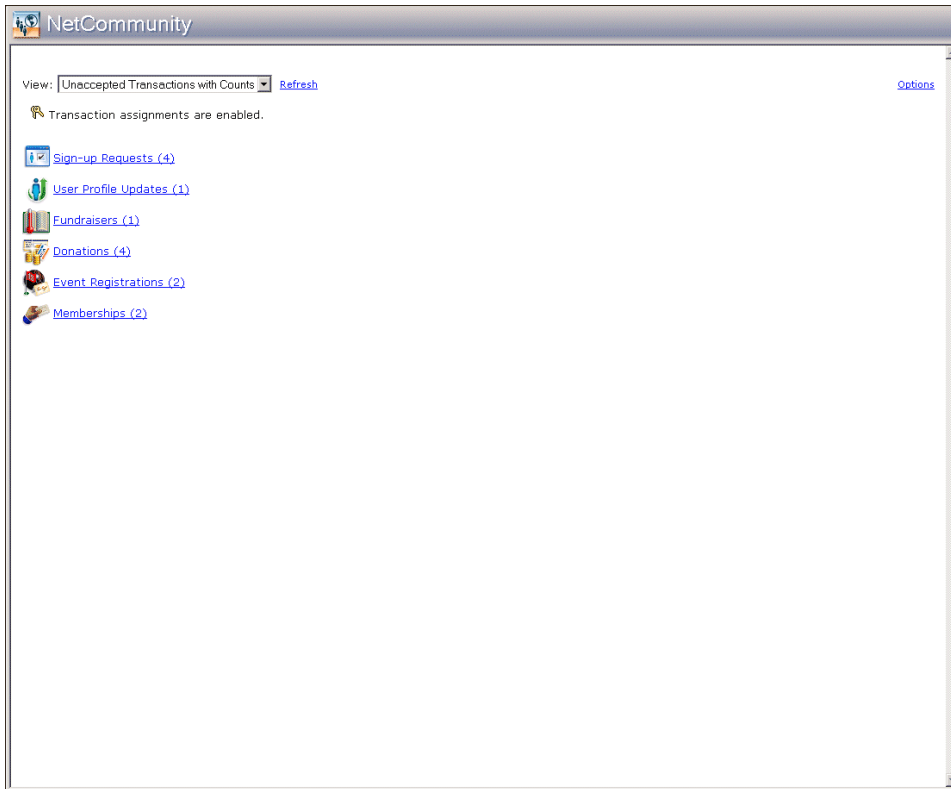 NetCommunity
View: Unaccepted Transactions with Counts Refresh Options
Transaction assignments are enabled.
Sign-up Requests (4)
User Profile Updates (1)
Fundraisers (1)
Donations (4)
Event Registrations (2)
Memberships (2)